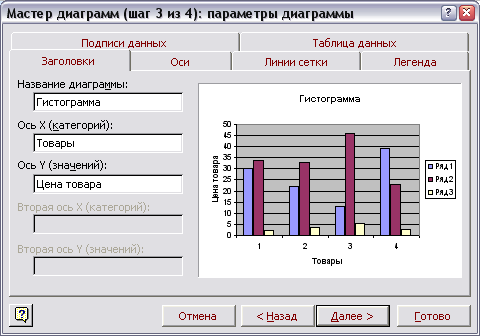 Мастер диаграмм (шаг 3 из 4): параметры диаграммы
Подписи данных
Таблица данных
Заголовки
Оси
Линии сетки
Легенда
Название диаграммы:
Гистограмма
Ось X (категорий):
Товары
Ось Y (значений):
Цена товара
Вторая ось X (категорий):
Вторая ось Y (значений):
Гистограмма
50
45
40
35
30
25
20
15
10
5
0
Цена товара
1 2 3 4
Товары
Ряд1
Ряд2
Ряд3
?
Отмена
< Назад
Далее >
Готово